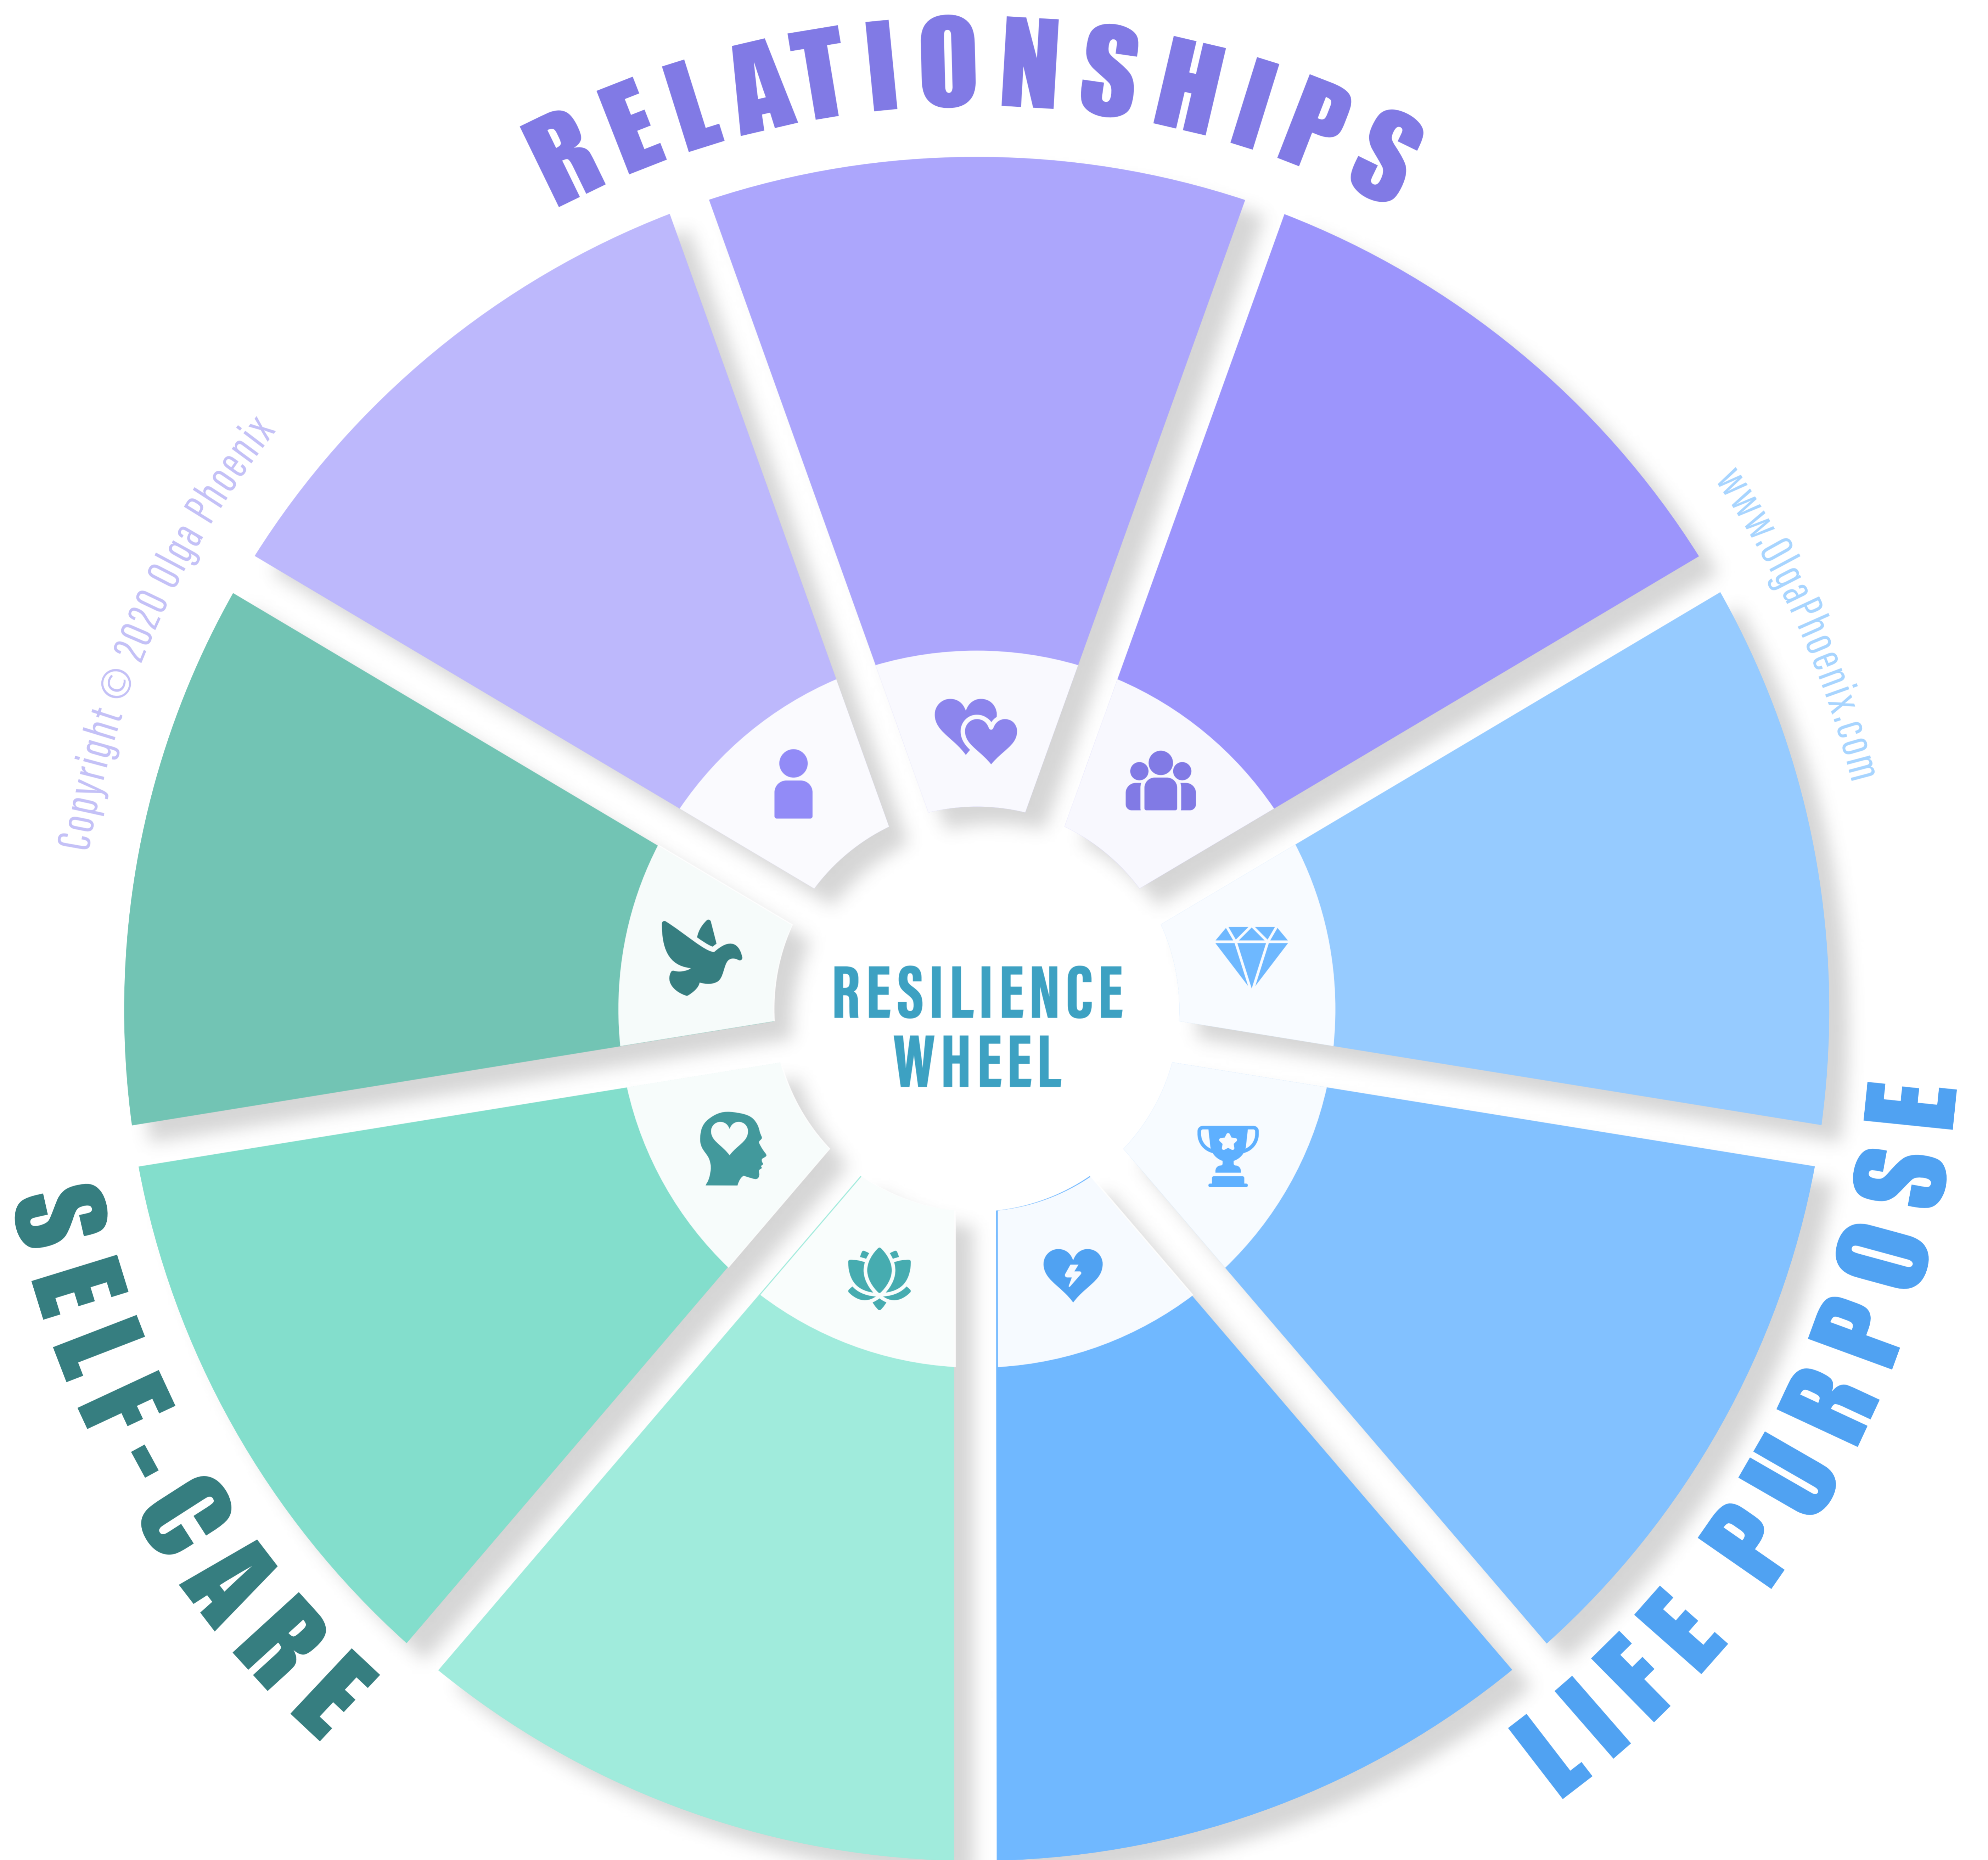 RELATIONSHIPS
Copyright © 2020 Olga Phoenix
www.OlgaPhoenix.com
RESILIENCE
WHEEL
SELF-CARE
LIFE PURPOSE